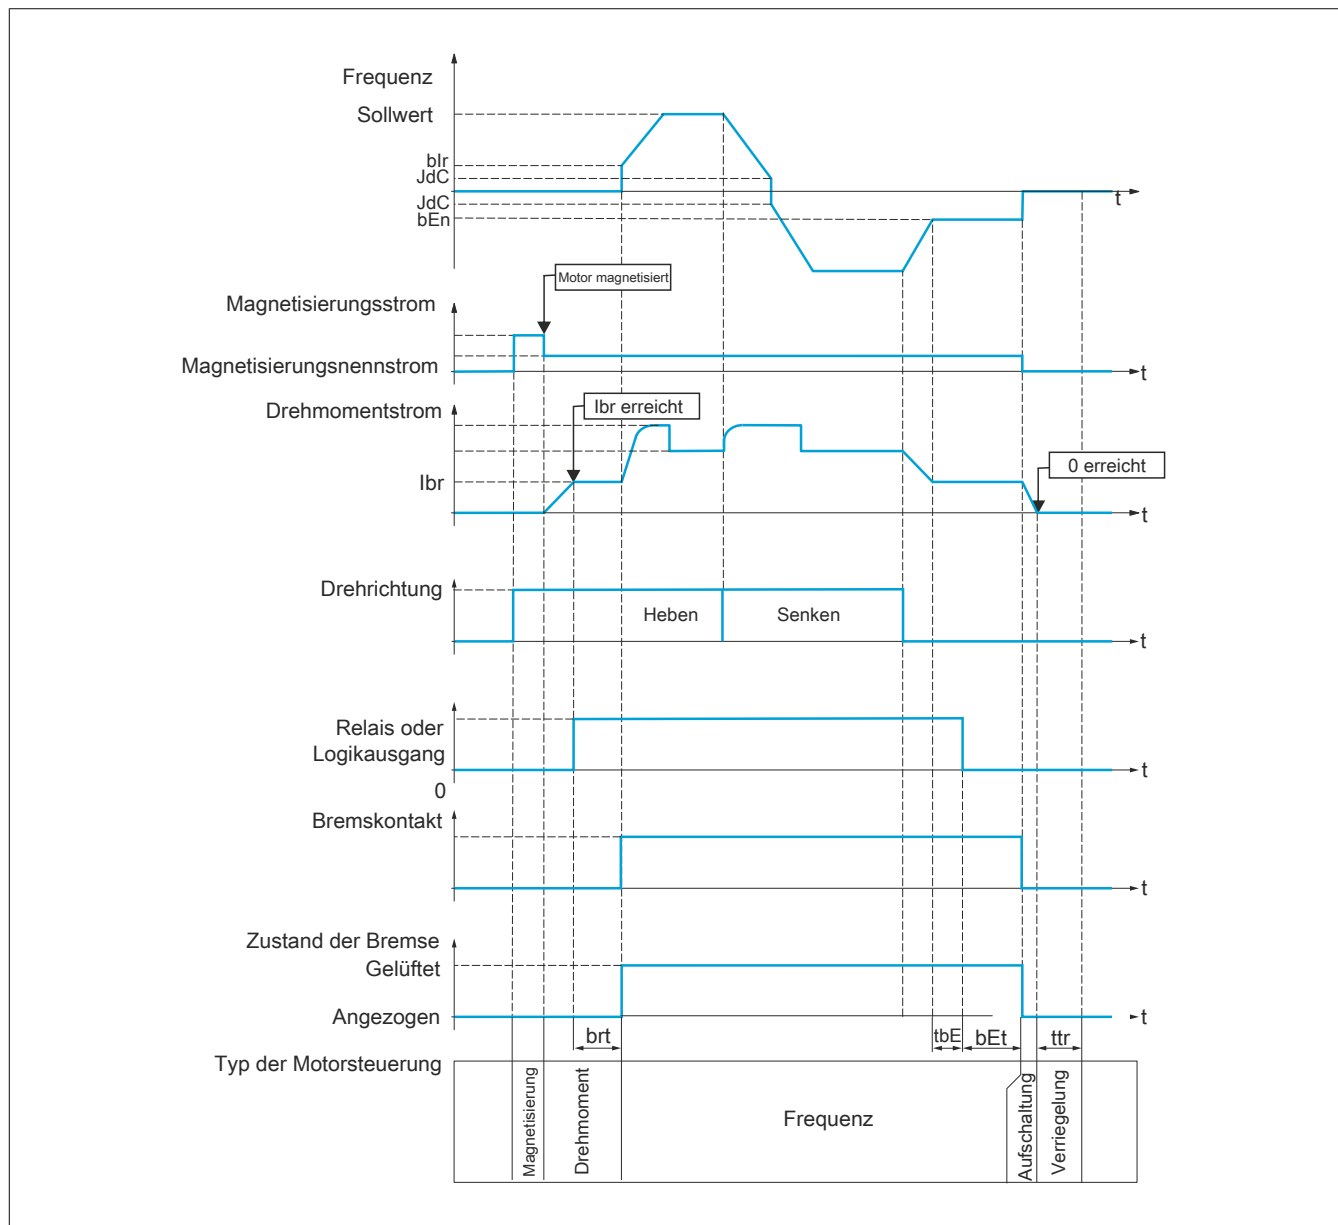 Frequenz
Sollwert
bIr
JdC
t
JdC
bEn
Motor magnetisiert
Magnetisierungsstrom
Magnetisierungsnennstrom
t
Drehmomentstrom
Ibr erreicht
0 erreicht
Ibr
t
Drehrichtung
Heben
Senken
t
Relais oder
Logikausgang
t
0
Bremskontakt
t
Zustand der Bremse
Gelüftet
Angezogen
t
brt
tbE
bEt
ttr
Typ der Motorsteuerung
Magnetisierung
Drehmoment
Frequenz
Aufschaltung
Verriegelung